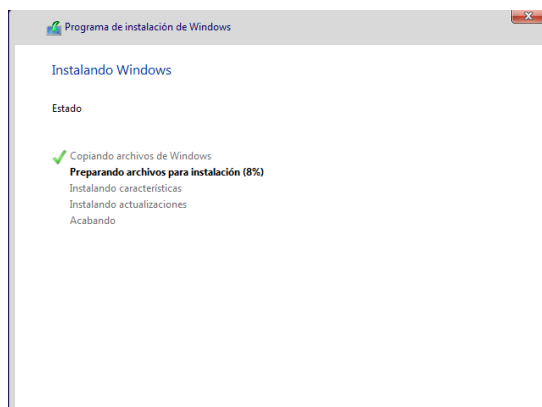 Programa de instalación de Windows
Instalando Windows
Estado
Copiando archivos de Windows
Preparando archivos para instalación (8%)
Instalando características
Instalando actualizaciones
Acabando